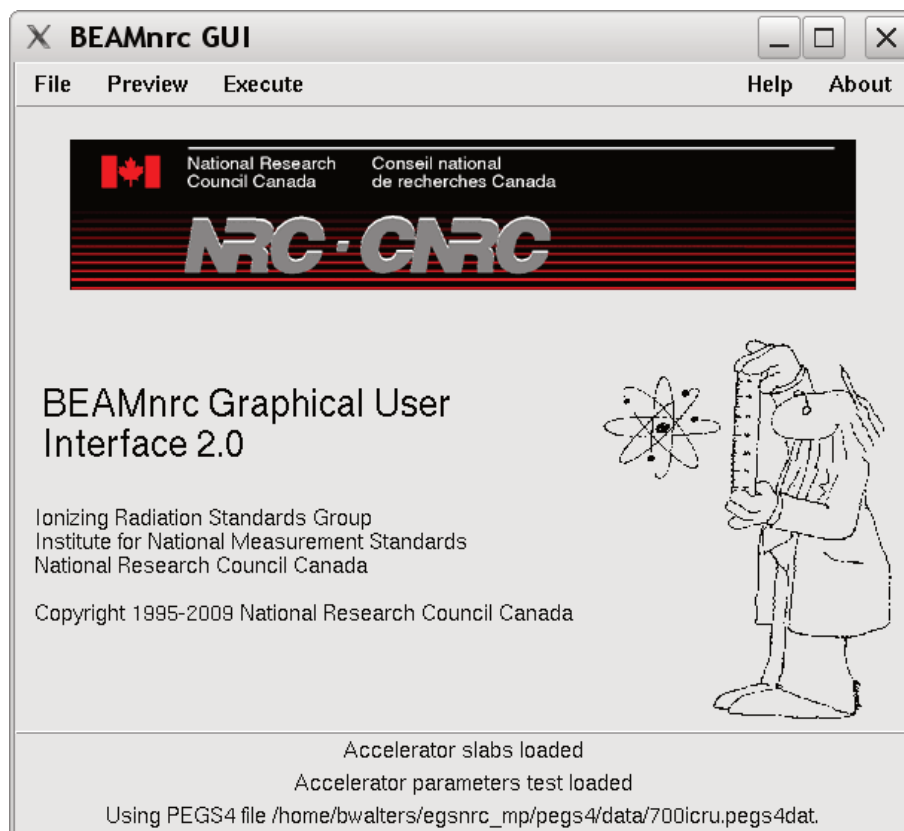 BEAMnrc GUI
File Preview Execute Help About
National Research Conseil national
Council Canada de recherches Canada
NRC · CNRC
BEAMnrc Graphical User
Interface 2.0
Ionizing Radiation Standards Group
Institute for National Measurement Standards
National Research Council Canada
Copyright 1995-2009 National Research Council Canada
Accelerator slabs loaded
Accelerator parameters test loaded
Using PEGS4 file /home/bwalters/egsnrc_mp/pegs4/data/700icru.pegs4dat.